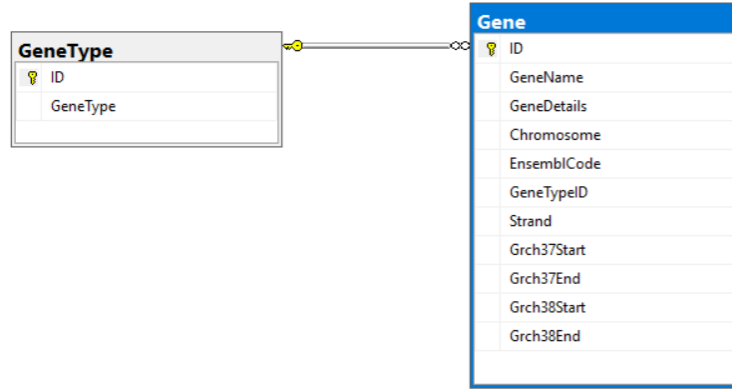 GeneType
ID
GeneType
Gene
ID
GeneName
GeneDetails
Chromosome
EnsemblCode
GeneTypeID
Strand
Grch37Start
Grch37End
Grch38Start
Grch38End